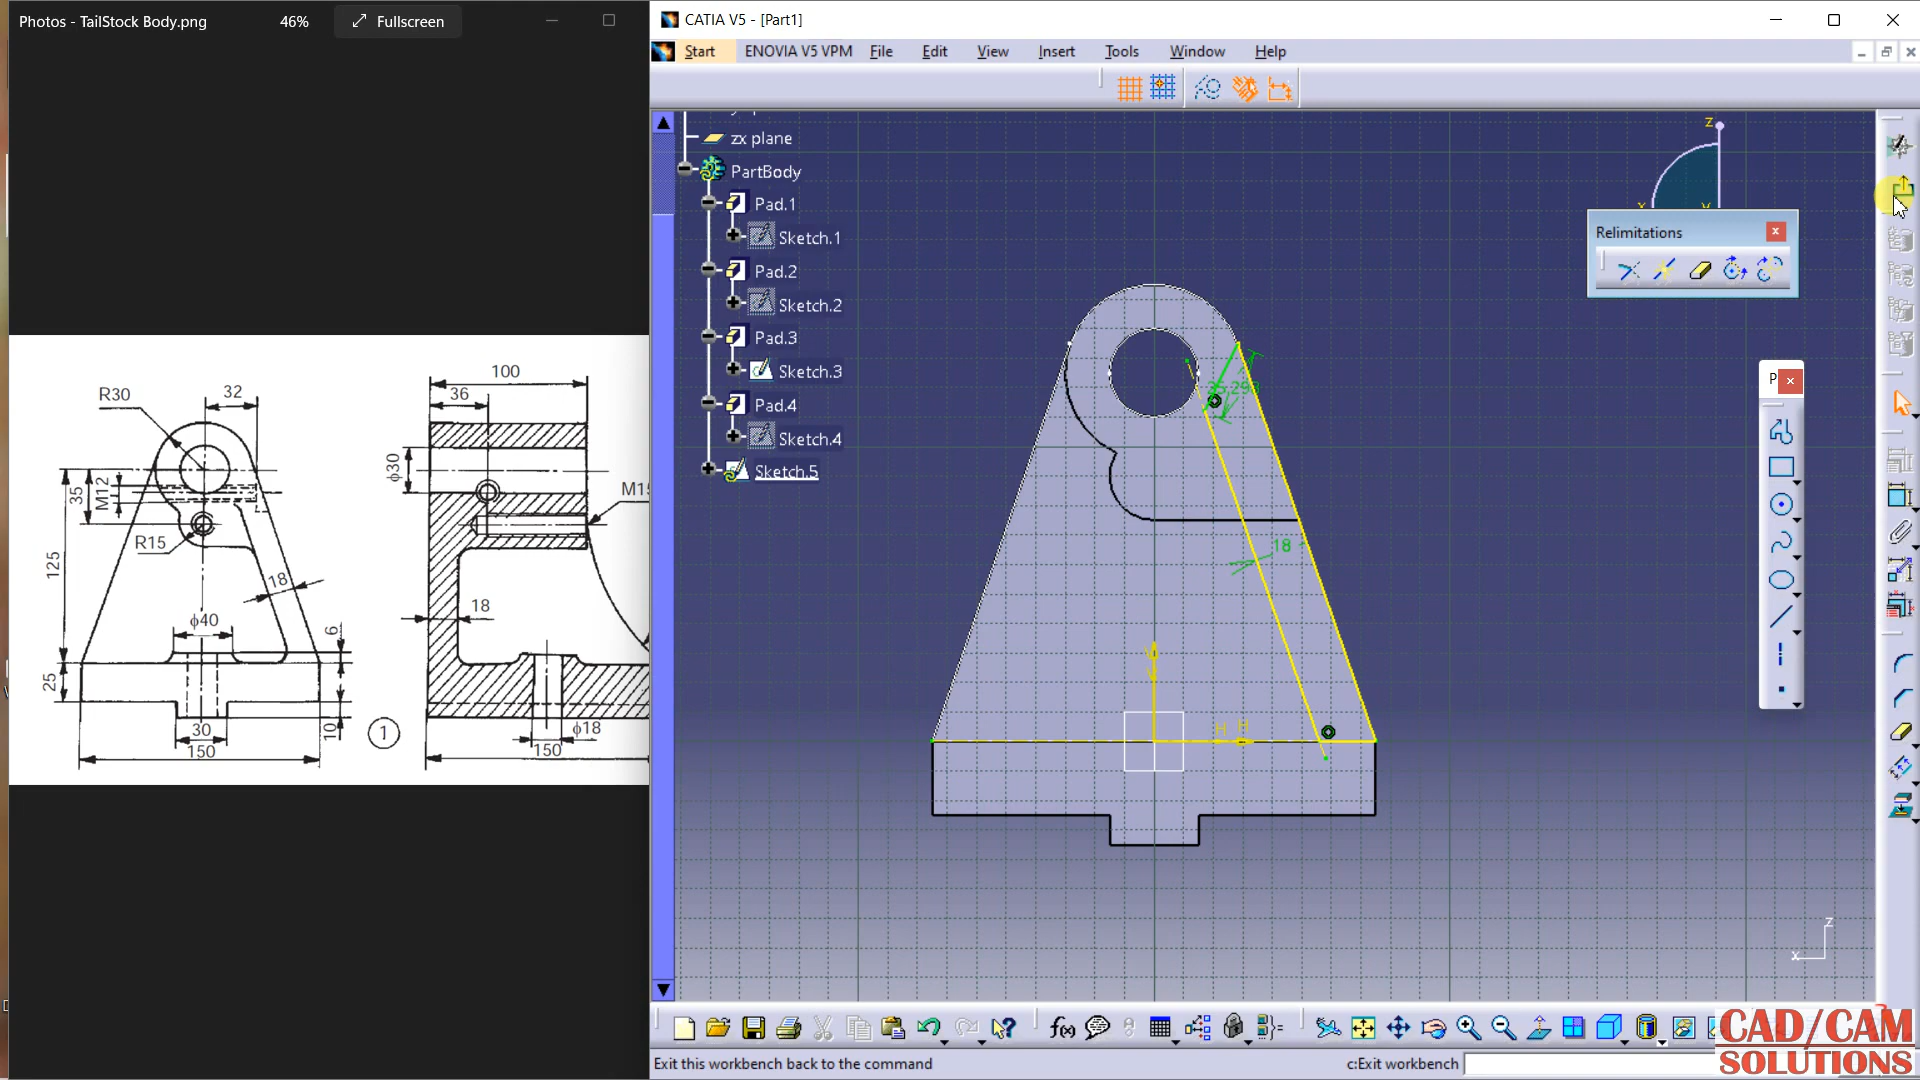 Photos - TailStock Body.png
46%
Fullscreen
CATIA V5 - [Part1]
Start
ENOVIA V5 VPM
File
Edit
View
Insert
Tools
Window
Help
zx plane
PartBody
Pad.1
Sketch.1
Pad.2
Sketch.2
Pad.3
Sketch.3
Pad.4
Sketch.4
Sketch.5
z
x
Relimitations
P
18
H
H
z
x
R30
32
35
M12
R15
125
18
ϕ40
6
25
30
10
150
1
100
36
ϕ30
18
ϕ18
150
f(x)
Exit this workbench back to the command
c:Exit workbench
CAD/CAM
SOLUTIONS